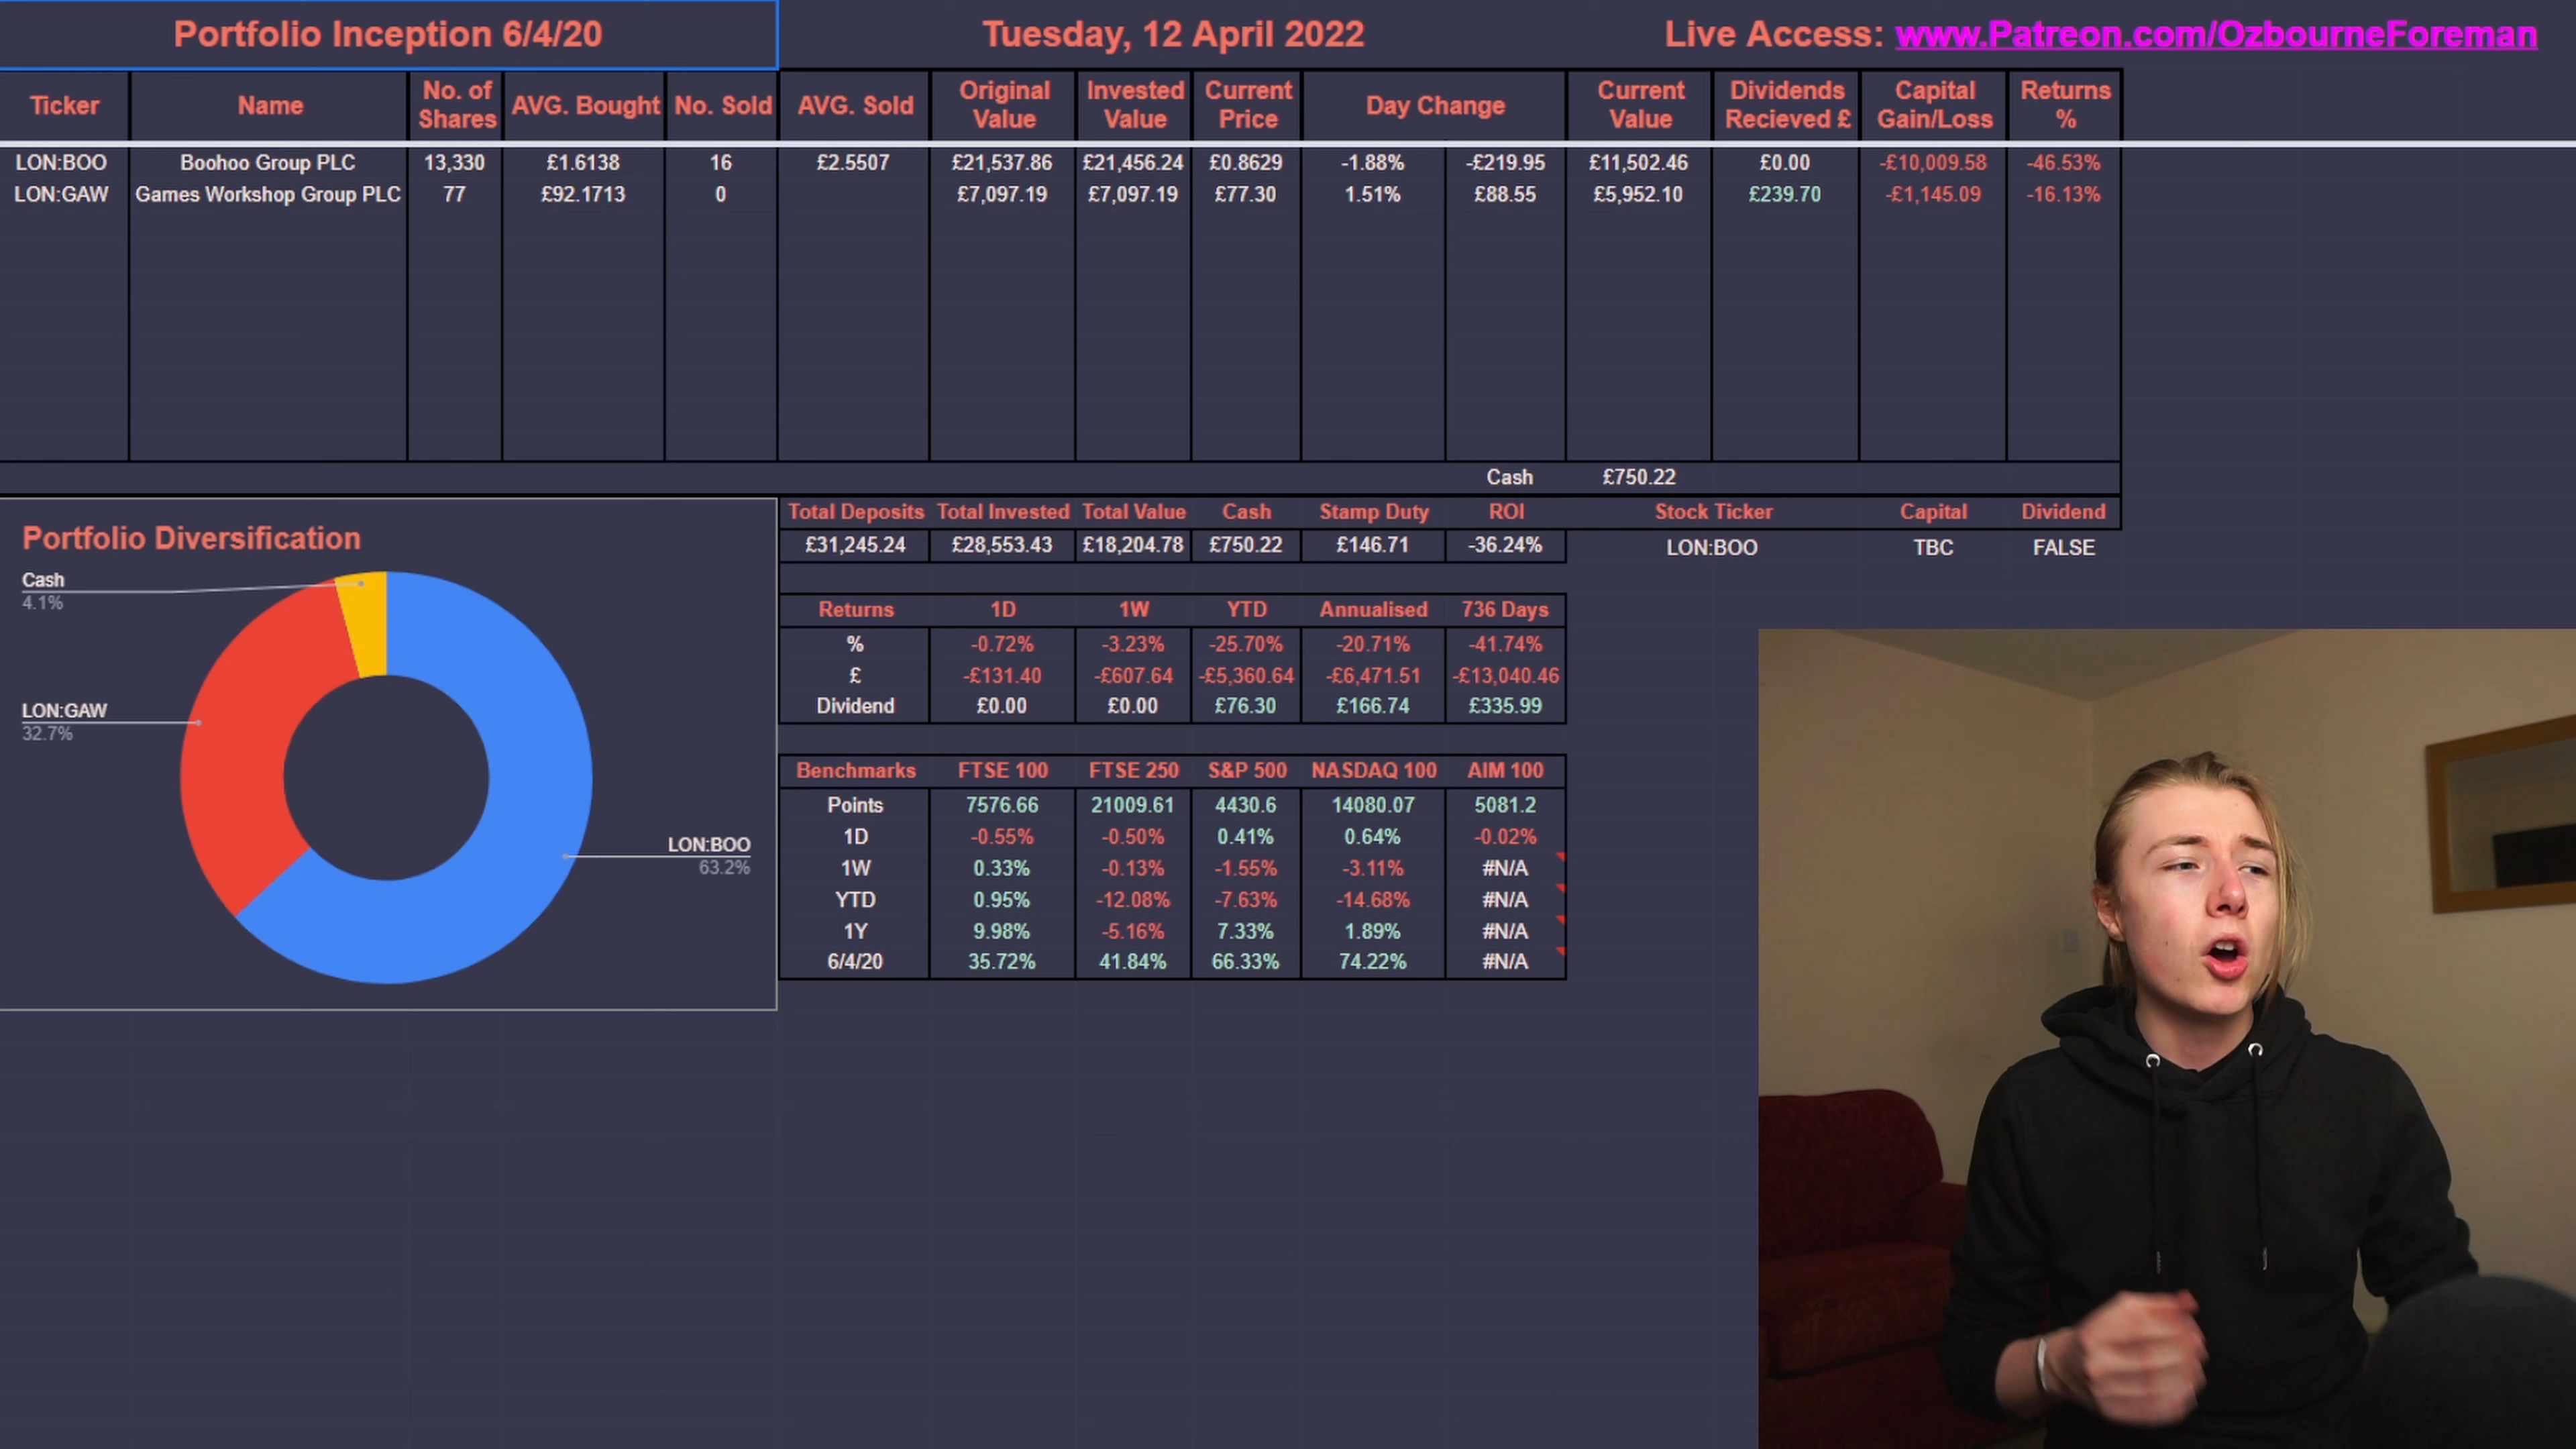 Portfolio Inception 6/4/20 Tuesday, 12 April 2022 Live Access: www.Patreon.com/OzbourneForeman
Ticker Name No. of Shares AVG. Bought No. Sold AVG. Sold Original Value Invested Value Current Price Day Change Current Value Dividends Recieved £ Capital Gain/Loss Returns %
LON:BOO Boohoo Group PLC 13,330 £1.6138 16 £2.5507 £21,537.86 £21,456.24 £0.8629 -1.88% -£219.95 £11,502.46 £0.00 -£10,009.58 -46.53%
LON:GAW Games Workshop Group PLC 77 £92.1713 0 £7,097.19 £7,097.19 £77.30 1.51% £88.55 £5,952.10 £239.70 -£1,145.09 -16.13%
Cash £750.22
Total Deposits Total Invested Total Value Cash Stamp Duty ROI Stock Ticker Capital Dividend
£31,245.24 £28,553.43 £18,204.78 £750.22 £146.71 -36.24% LON:BOO TBC FALSE
Portfolio Diversification
Cash
4.1%
LON:GAW
32.7%
LON:BOO
63.2%
Returns 1D 1W YTD Annualised 736 Days
% -0.72% -3.23% -25.70% -20.71% -41.74%
£ -£131.40 -£607.64 -£5,360.64 -£6,471.51 -£13,040.46
Dividend £0.00 £0.00 £76.30 £166.74 £335.99
Benchmarks FTSE 100 FTSE 250 S&P 500 NASDAQ 100 AIM 100
Points 7576.66 21009.61 4430.6 14080.07 5081.2
1D -0.55% -0.50% 0.41% 0.64% -0.02%
1W 0.33% -0.13% -1.55% -3.11% #N/A
YTD 0.95% -12.08% -7.63% -14.68% #N/A
1Y 9.98% -5.16% 7.33% 1.89% #N/A
6/4/20 35.72% 41.84% 66.33% 74.22% #N/A